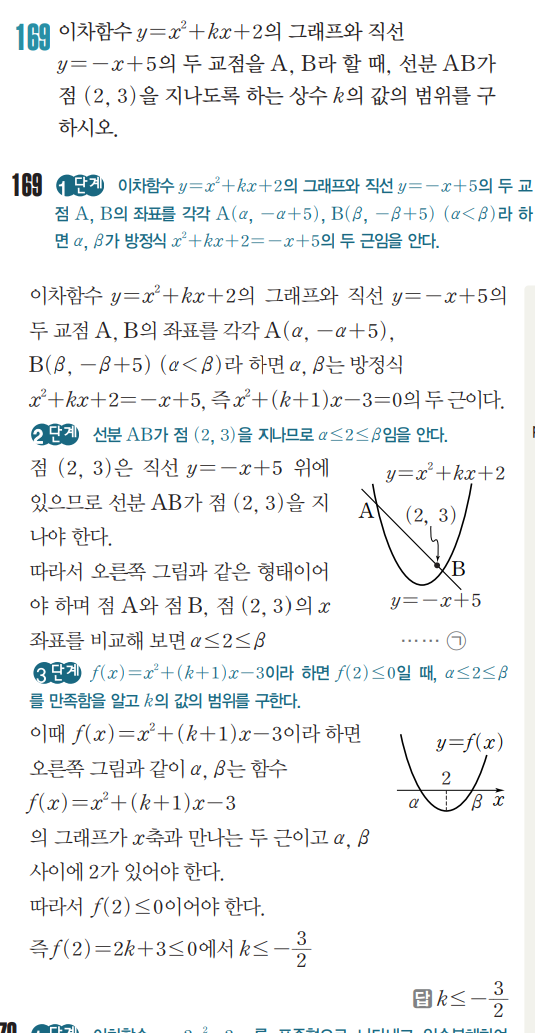 169 이차함수 y=x²+kx+2의 그래프와 직선
y=-x+5의 두 교점을 A, B라 할 때, 선분 AB가
점 (2, 3)을 지나도록 하는 상수 k의 값의 범위를 구
하시오.
169 1단계 이차함수 y=x²+kx+2의 그래프와 직선 y=-x+5의 두 교
점 A, B의 좌표를 각각 A(α, -α+5), B(β, -β+5) (α<β)라 하
면 α, β가 방정식 x²+kx+2=-x+5의 두 근임을 안다.
이차함수 y=x²+kx+2의 그래프와 직선 y=-x+5의
두 교점 A, B의 좌표를 각각 A(α, -α+5),
B(β, -β+5) (α<β)라 하면 α, β는 방정식
x²+kx+2=-x+5, 즉 x²+(k+1)x-3=0의 두 근이다.
2단계 선분 AB가 점 (2, 3)을 지나므로 α≤2≤β임을 안다.
점 (2, 3)은 직선 y=-x+5 위에
있으므로 선분 AB가 점 (2, 3)을 지
나야 한다.
따라서 오른쪽 그림과 같은 형태이어
야 하며 점 A와 점 B, 점 (2, 3)의 x
좌표를 비교해 보면 α≤2≤β
y=x²+kx+2
A
(2, 3)
B
y=-x+5
…… ㉠
3단계 f(x)=x²+(k+1)x-3이라 하면 f(2)≤0일 때, α≤2≤β
를 만족함을 알고 k의 값의 범위를 구한다.
이때 f(x)=x²+(k+1)x-3이라 하면
오른쪽 그림과 같이 α, β는 함수
f(x)=x²+(k+1)x-3
의 그래프가 x축과 만나는 두 근이고 α, β
사이에 2가 있어야 한다.
따라서 f(2)≤0이어야 한다.
y=f(x)
2
α β x
즉 f(2)=2k+3≤0에서 k≤-3/2
답 k≤-3/2